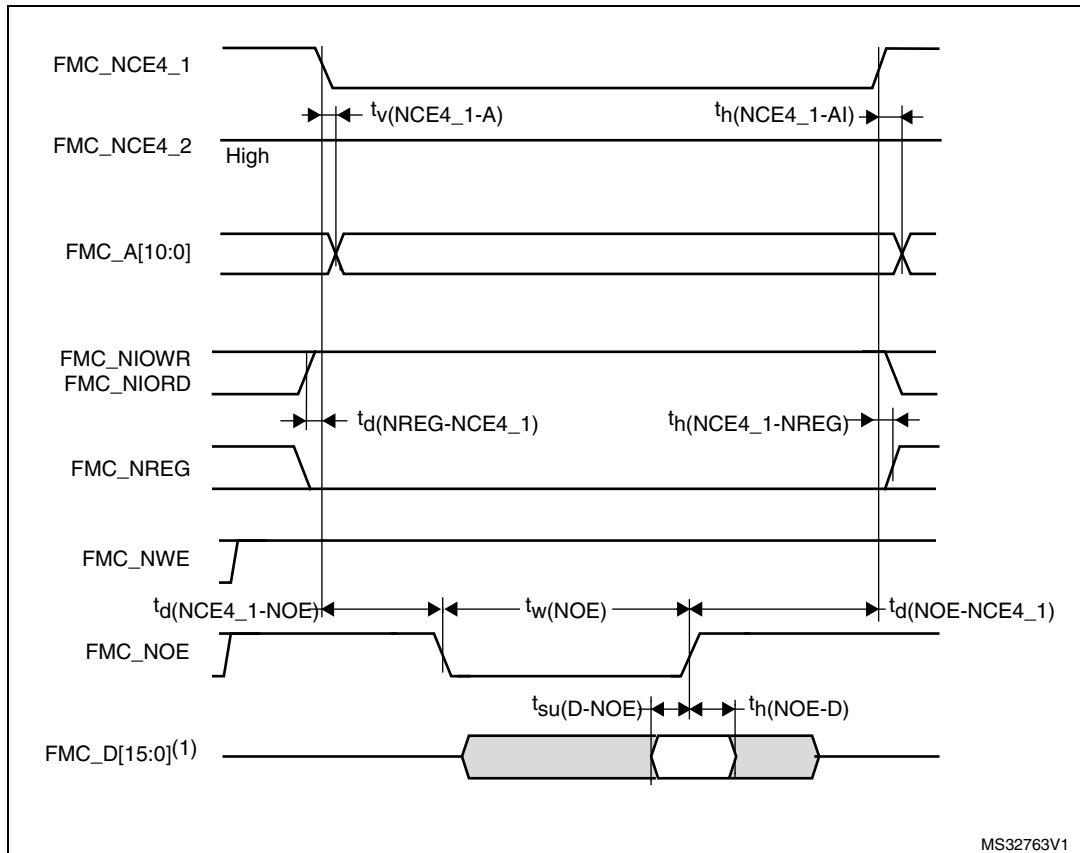 FMC_NCE4_1
tv(NCE4_1-A)
th(NCE4_1-AI)
FMC_NCE4_2
High
FMC_A[10:0]
FMC_NIOWR
FMC_NIORD
td(NREG-NCE4_1)
th(NCE4_1-NREG)
FMC_NREG
FMC_NWE
td(NCE4_1-NOE)
tw(NOE)
td(NOE-NCE4_1)
FMC_NOE
tsu(D-NOE)
th(NOE-D)
FMC_D[15:0](1)
MS32763V1